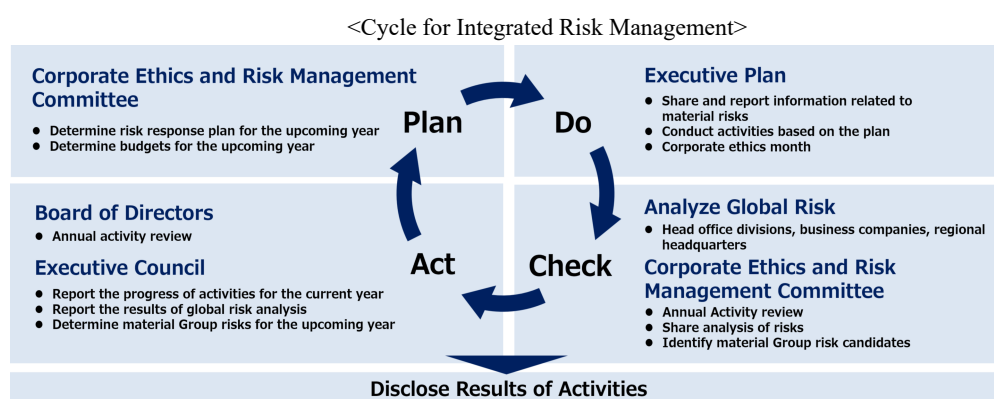 <Cycle for Integrated Risk Management>
Corporate Ethics and Risk Management
Committee
● Determine risk response plan for the upcoming year
● Determine budgets for the upcoming year
Plan
Do
Executive Plan
● Share and report information related to
material risks
● Conduct activities based on the plan
● Corporate ethics month
Board of Directors
● Annual activity review
Executive Council
● Report the progress of activities for the current year
● Report the results of global risk analysis
● Determine material Group risks for the upcoming year
Act
Check
Analyze Global Risk
● Head office divisions, business companies, regional
headquarters
Corporate Ethics and Risk
Management Committee
● Annual Activity review
● Share analysis of risks
● Identify material Group risk candidates
Disclose Results of Activities